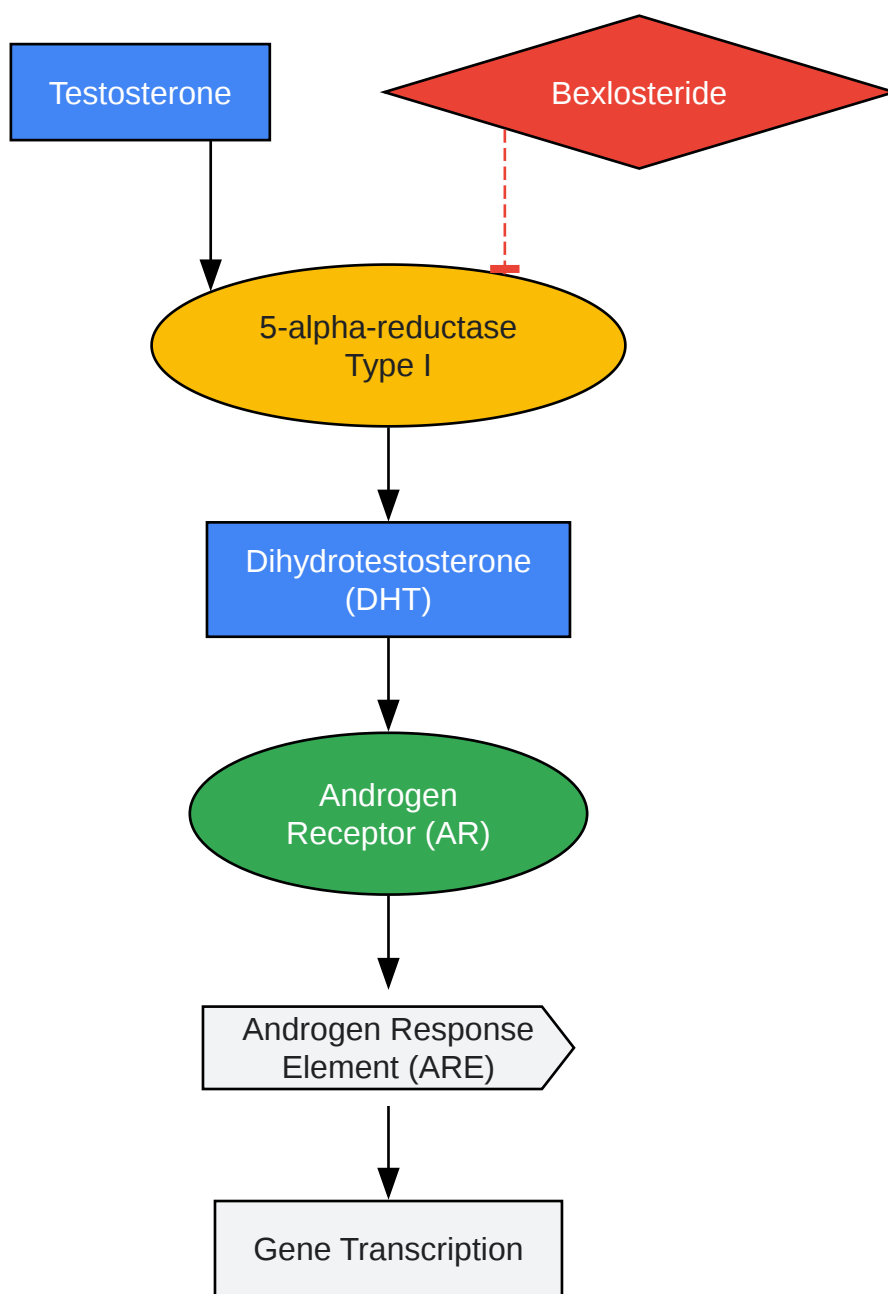 Testosterone
Bexlosteride
5-alpha-reductase
Type I
Dihydrotestosterone
(DHT)
Androgen
Receptor (AR)
Androgen Response
Element (ARE)
Gene Transcription